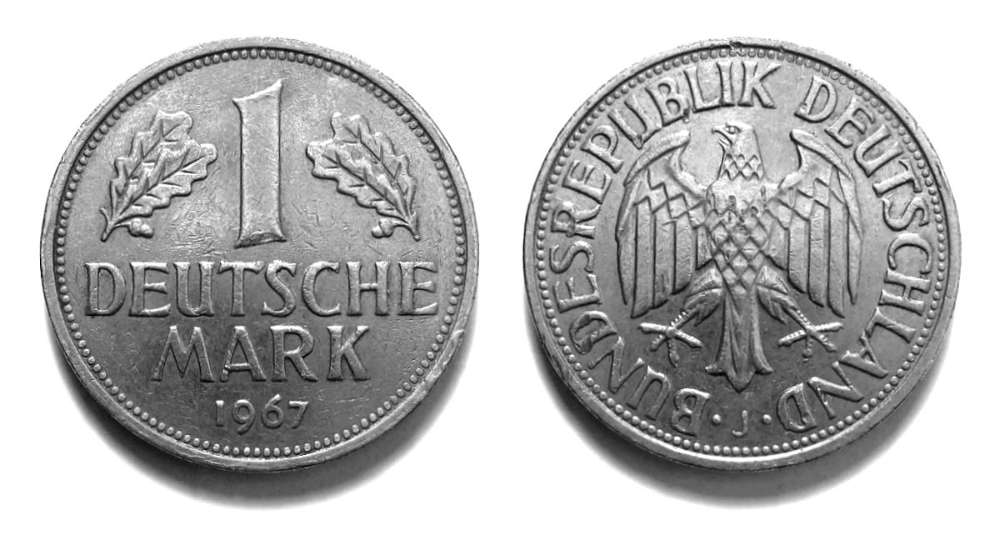 1
DEUTSCHE
MARK
1967
BUNDESREPUBLIK DEUTSCHLAND
· J ·